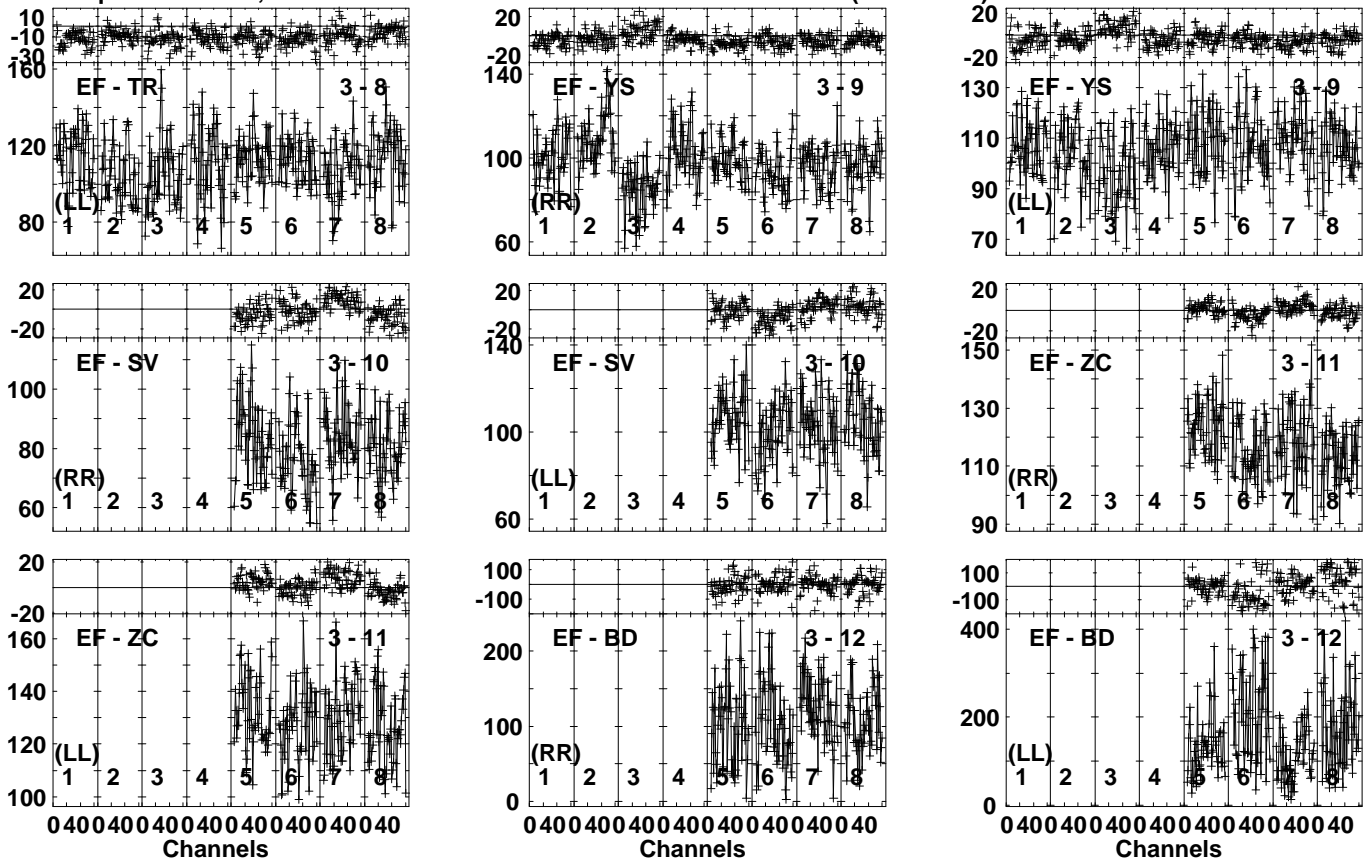 10 -10 -30
20 0 -20
20 0 -20
160 120 80
EF - TR 3 - 8
(LL)
1 2 3 4 5 6 7 8
140 100 60
EF - YS 3 - 9
(RR)
1 2 3 4 5 6 7 8
130 110 90 70
EF - YS 3 - 9
(LL)
1 2 3 4 5 6 7 8
20 -20
100 80 60
EF - SV 3 - 10
(RR)
1 2 3 4 5 6 7 8
20 0 -20
140 100 60
EF - SV 3 - 10
(LL)
1 2 3 4 5 6 7 8
20 -20
150 130 110 90
EF - ZC 3 - 11
(RR)
1 2 3 4 5 6 7 8
20 0 -20
160 140 120 100
EF - ZC 3 - 11
(LL)
1 2 3 4 5 6 7 8
100 -100
200 100 0
EF - BD 3 - 12
(RR)
1 2 3 4 5 6 7 8
100 -100
400 200 0
EF - BD 3 - 12
(LL)
1 2 3 4 5 6 7 8
0 40 0 40 0 40 0 40 0 40 0 40 0 40 0 40
Channels
0 40 0 40 0 40 0 40 0 40 0 40 0 40 0 40
Channels
0 40 0 40 0 40 0 40 0 40 0 40 0 40 0 40
Channels